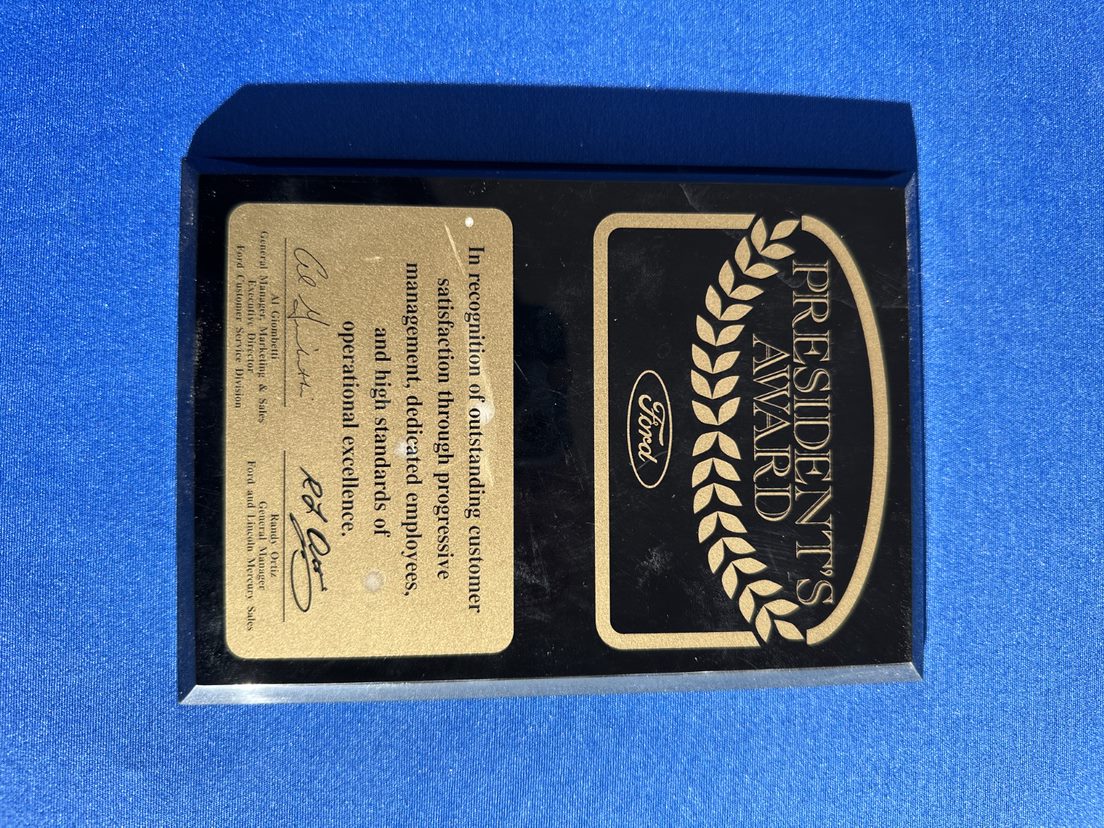 PRESIDENT'S
AWARD
Ford
In recognition of outstanding customer
satisfaction through progressive
management, dedicated employees,
and high standards of
operational excellence.
Al Giombetti
General Manager, Marketing & Sales
Executive Director
Ford Customer Service Division
Randy Ortiz
General Manager
Ford and Lincoln Mercury Sales